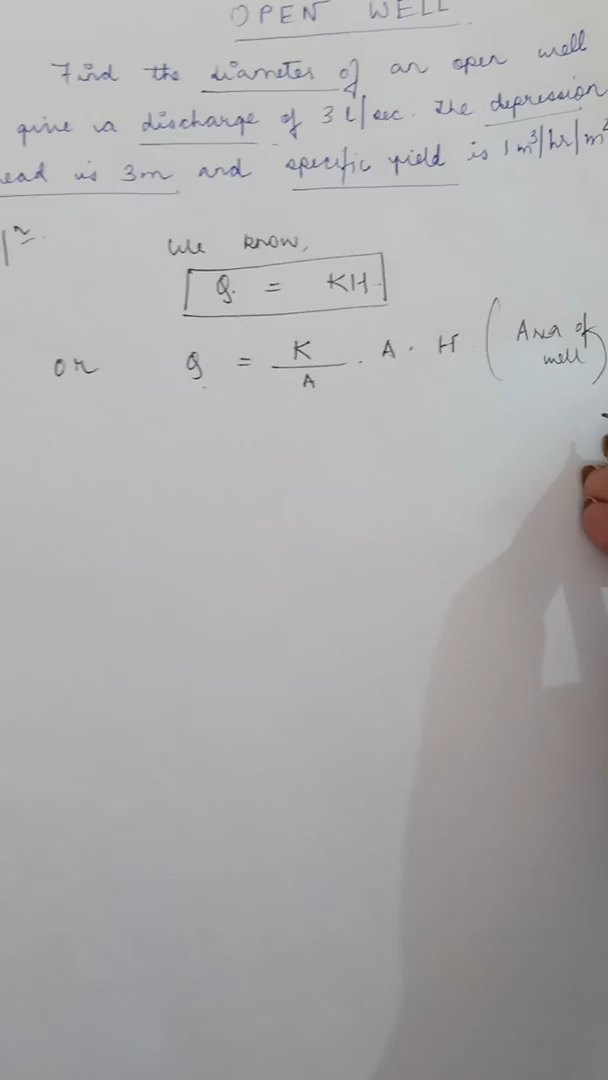 OPEN WELL
Find the diameter of an open well
give a discharge of 3 l/sec. The depression
ead is 3m and specific yield is 1 m³/hr/m²
We know,
Q = KH
or Q = K/A . A . H (Area of well)